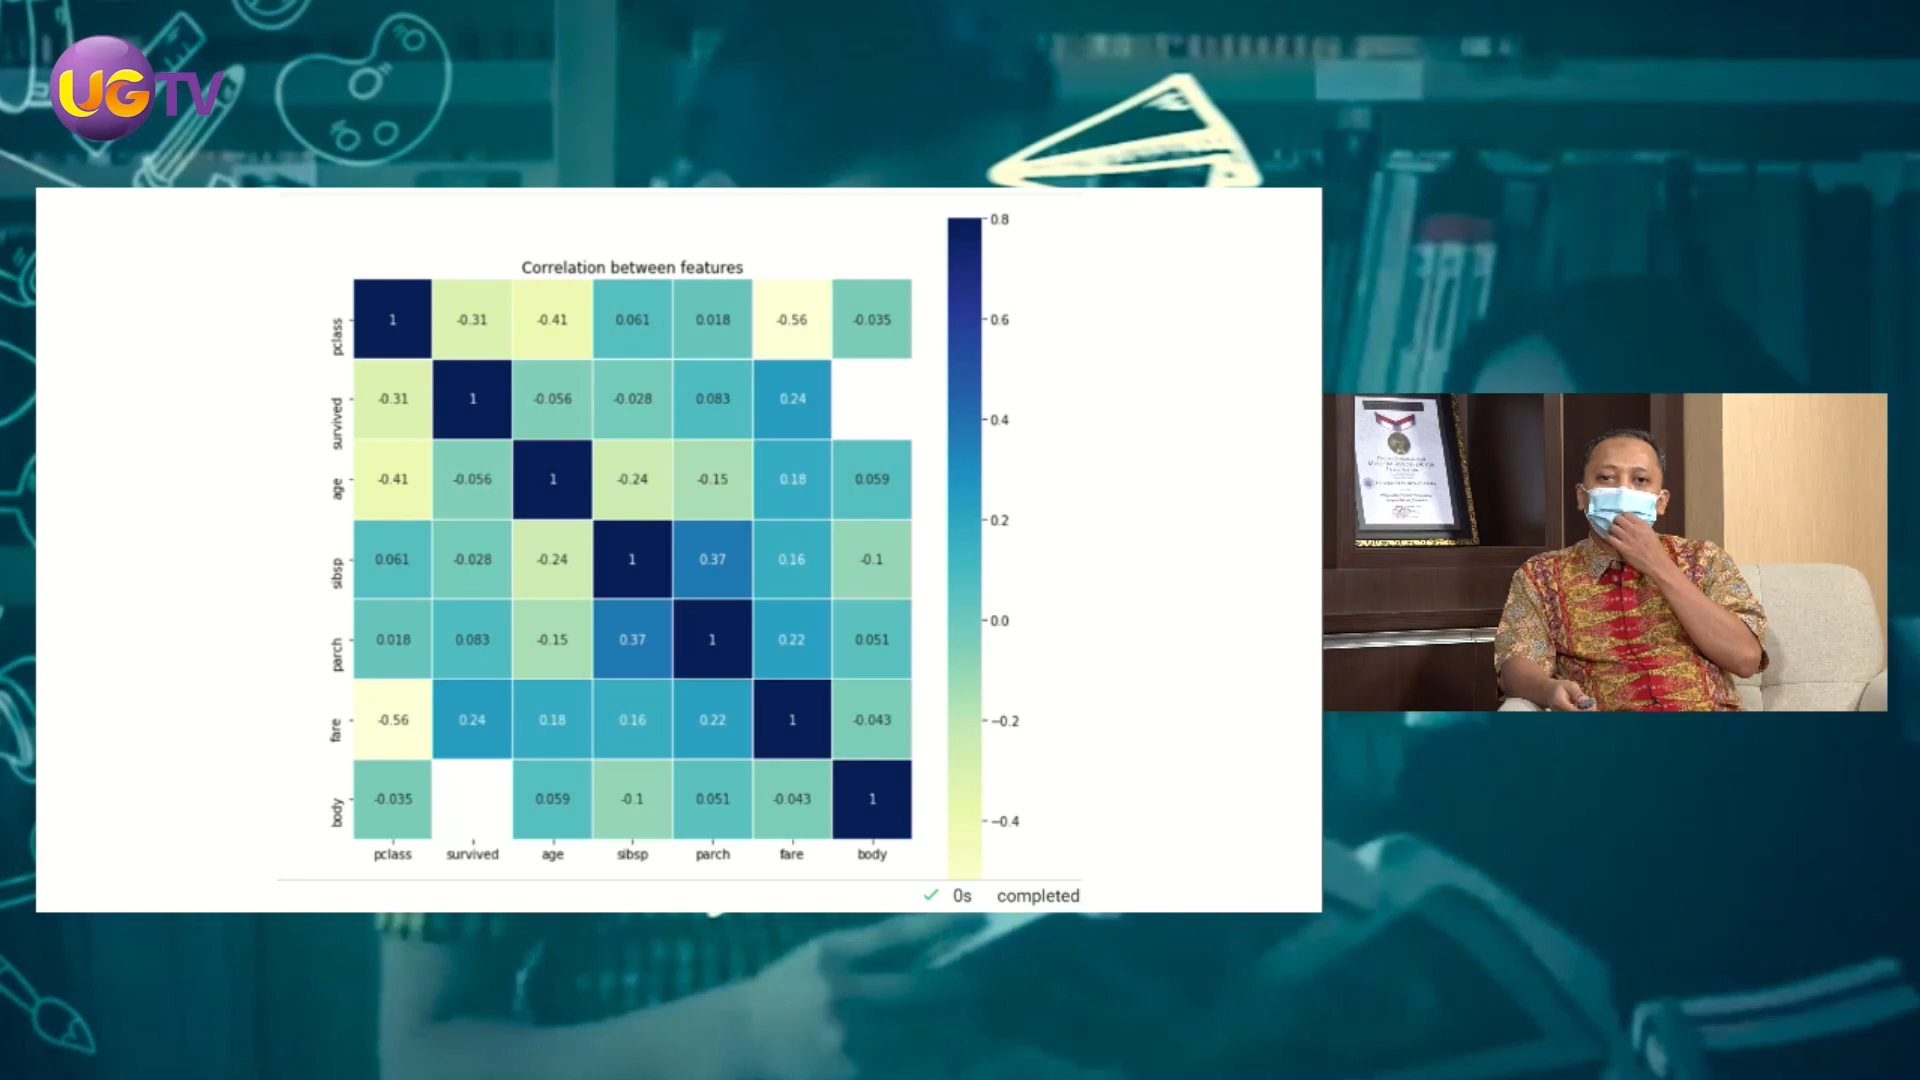 UGTV
Correlation between features
0.8
0.6
0.4
0.2
0.0
−0.2
−0.4
pclass 1 -0.31 -0.41 0.061 0.018 -0.56 -0.035
survived -0.31 1 -0.056 -0.028 0.083 0.24
age -0.41 -0.056 1 -0.24 -0.15 0.18 0.059
sibsp 0.061 -0.028 -0.24 1 0.37 0.16 -0.1
parch 0.018 0.083 -0.15 0.37 1 0.22 0.051
fare -0.56 0.24 0.18 0.16 0.22 1 -0.043
body -0.035 0.059 -0.1 0.051 -0.043 1
pclass survived age sibsp parch fare body
0s completed